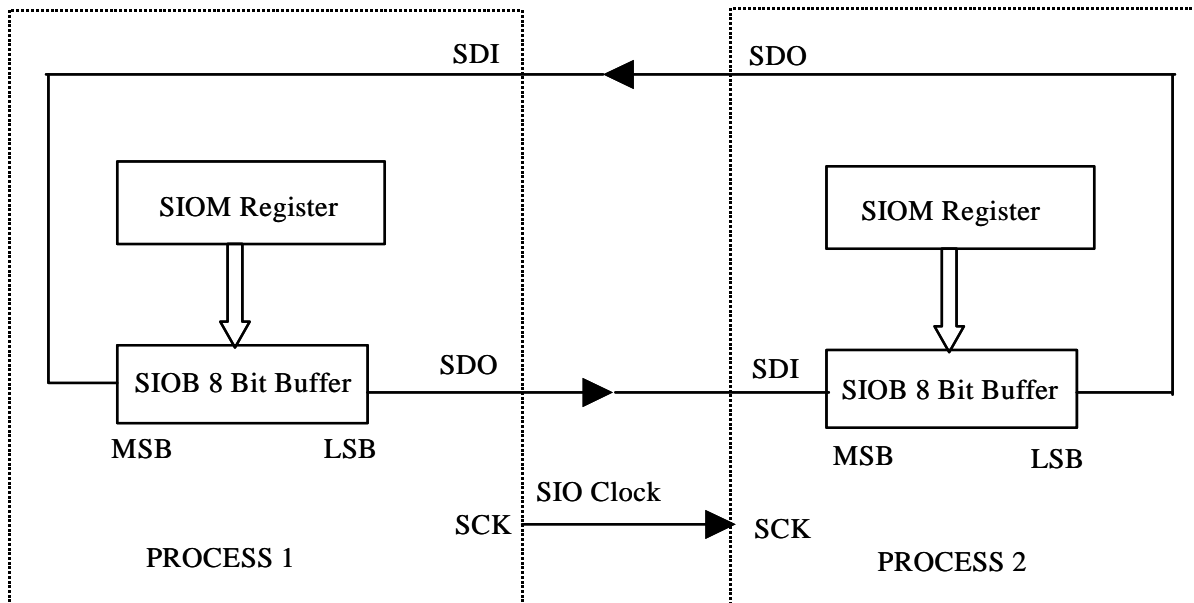 SDI
SDO
SIOM Register
SIOM Register
SIOB 8 Bit Buffer
SDO
SDI
SIOB 8 Bit Buffer
MSB
LSB
MSB
LSB
SIO Clock
SCK
SCK
PROCESS 1
PROCESS 2